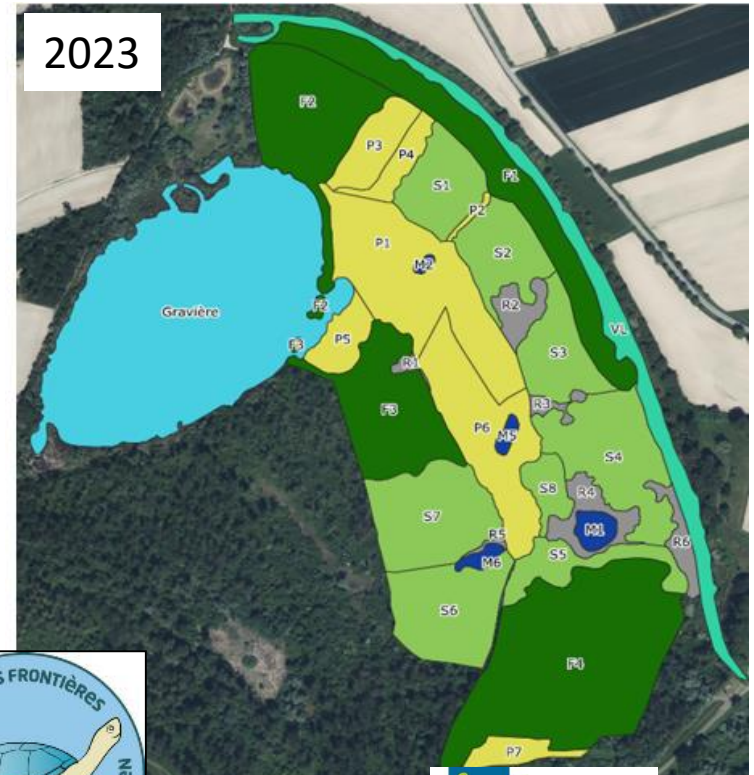 2023
F2
P3
P4
S1
F1
P2
P1
S2
M2
R2
Gravière
F2
VL
F3
P5
S3
R1
R3
F3
P6
M5
S4
S8
R4
S7
M1
R5
R6
M6
S5
S6
F4
P7
S FRONTIÈRES